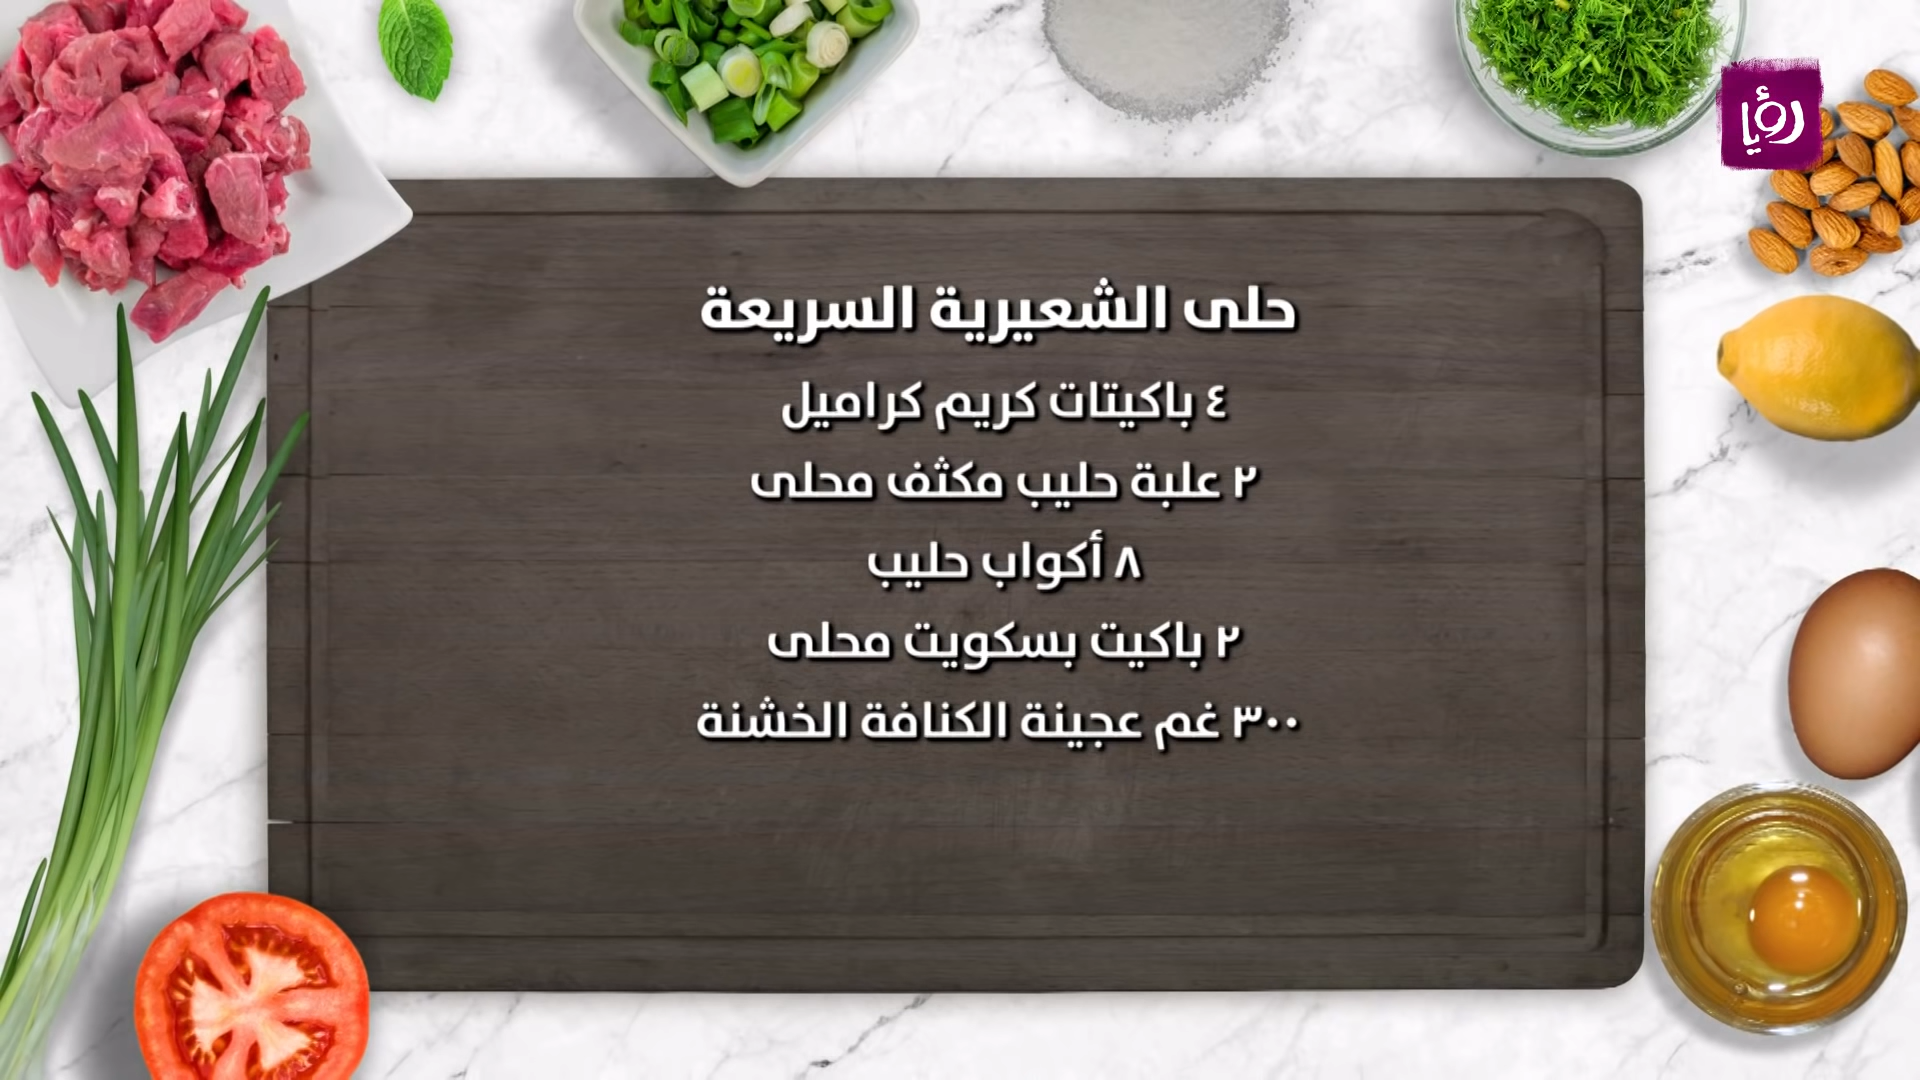 رؤيا
حلى الشعيرية السريعة
٤ باكيتات كريم كراميل
٢ علبة حليب مكثف محلى
٨ أكواب حليب
٢ باكيت بسكويت محلى
٣٠٠ غم عجينة الكنافة الخشنة